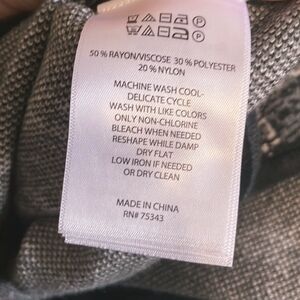 50% RAYON/VISCOSE 30% POLYESTER
20% NYLON
MACHINE WASH COOL-
DELICATE CYCLE
WASH WITH LIKE COLORS
ONLY NON-CHLORINE
BLEACH WHEN NEEDED
RESHAPE WHILE DAMP
DRY FLAT
LOW IRON IF NEEDED
OR DRY CLEAN
MADE IN CHINA
RN# 75343